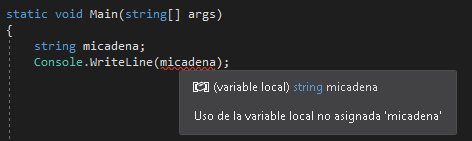 static void Main(string[] args)
{
string micadena;
Console.WriteLine(micadena);
(variable local) string micadena
Uso de la variable local no asignada 'micadena'